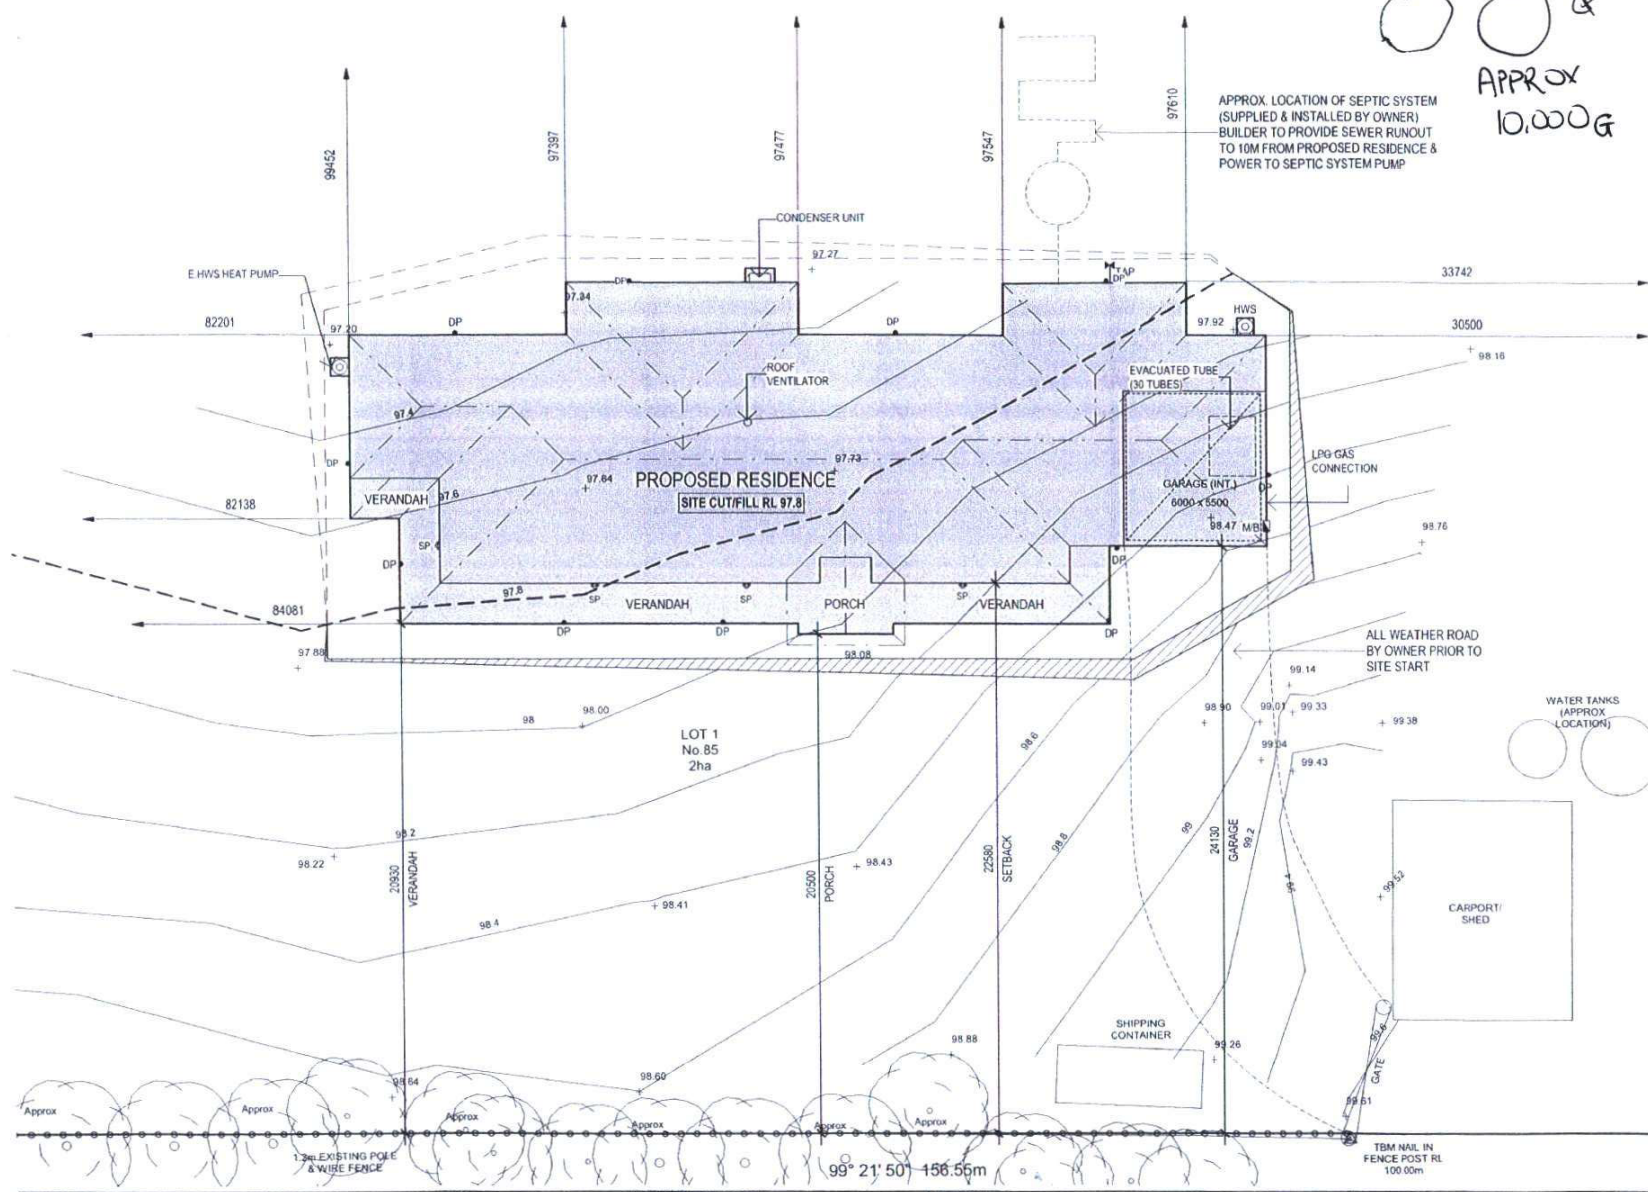 APPROX
10,000 G
APPROX. LOCATION OF SEPTIC SYSTEM
(SUPPLIED & INSTALLED BY OWNER)
BUILDER TO PROVIDE SEWER RUNOUT
TO 10M FROM PROPOSED RESIDENCE &
POWER TO SEPTIC SYSTEM PUMP
99452
97397
97477
97547
97610
CONDENSER UNIT
97.27
E.HWS HEAT PUMP
TAP
DP
33742
DP
97.34
82201
97.20
DP
DP
97.92
HWS
30500
98.16
ROOF
VENTILATOR
EVACUATED TUBE
(30 TUBES)
97.4
DP
97.73
LPG GAS
CONNECTION
PROPOSED RESIDENCE
97.64
SITE CUT/FILL RL 97.8
VERANDAH
97.6
GARAGE (INT.)
6000 x 5500
DP
82138
98.47
M/B
98.76
SP
DP
DP
84081
97.8
SP
VERANDAH
SP
PORCH
SP
VERANDAH
DP
DP
DP
97.88
98.08
ALL WEATHER ROAD
BY OWNER PRIOR TO
SITE START
99.14
98
98.00
98.90
99.01
99.33
99.38
WATER TANKS
(APPROX
LOCATION)
LOT 1
No.85
2ha
98.6
99.04
99.43
98.2
98.22
98.43
98.8
99
99.2
20930
VERANDAH
20500
PORCH
22580
SETBACK
24130
GARAGE
98.41
98.4
99.4
99.52
CARPORT/
SHED
SHIPPING
CONTAINER
98.88
99.26
99.6
GATE
98.64
98.60
99.61
Approx
Approx
Approx
Approx
Approx
Approx
1.2m EXISTING POLE
& WIRE FENCE
99° 21' 50" 156.55m
TBM NAIL IN
FENCE POST RL
100.00m